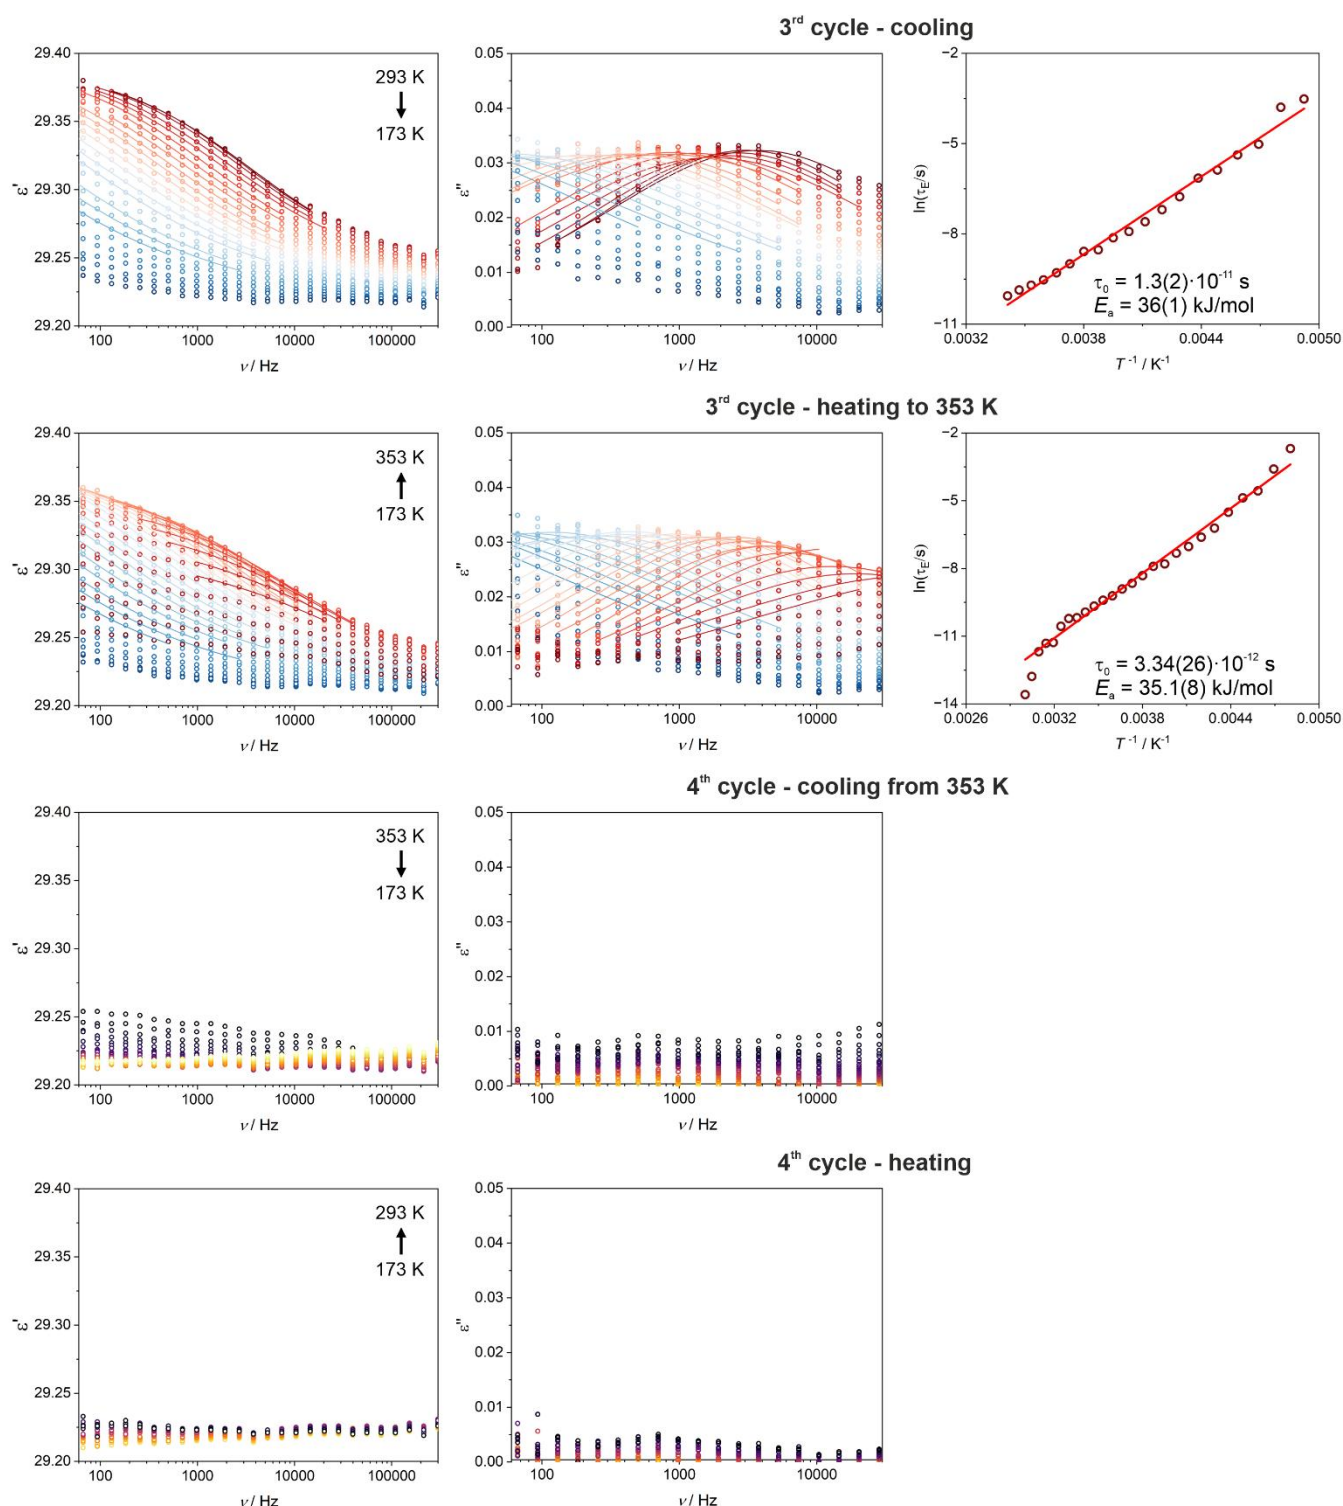 3rd cycle - cooling
29.40
29.35
29.30
29.25
29.20
ε'
293 K
173 K
100
1000
10000
100000
ν / Hz
0.05
0.04
0.03
0.02
0.01
0.00
ε''
100
1000
10000
ν / Hz
−2
−5
−8
−11
ln(τE/s)
τ0 = 1.3(2)·10-11 s
Ea = 36(1) kJ/mol
0.0032
0.0038
0.0044
0.0050
T -1 / K-1
3rd cycle - heating to 353 K
29.40
29.35
29.30
29.25
29.20
ε'
353 K
173 K
100
1000
10000
100000
ν / Hz
0.05
0.04
0.03
0.02
0.01
0.00
ε''
100
1000
10000
ν / Hz
−2
−5
−8
−11
−14
ln(τE/s)
τ0 = 3.34(26)·10-12 s
Ea = 35.1(8) kJ/mol
0.0026
0.0032
0.0038
0.0044
0.0050
T -1 / K-1
4th cycle - cooling from 353 K
29.40
29.35
29.30
29.25
29.20
ε'
353 K
173 K
100
1000
10000
100000
ν / Hz
0.05
0.04
0.03
0.02
0.01
0.00
ε''
100
1000
10000
ν / Hz
4th cycle - heating
29.40
29.35
29.30
29.25
29.20
ε'
293 K
173 K
100
1000
10000
100000
ν / Hz
0.05
0.04
0.03
0.02
0.01
0.00
ε''
100
1000
10000
ν / Hz